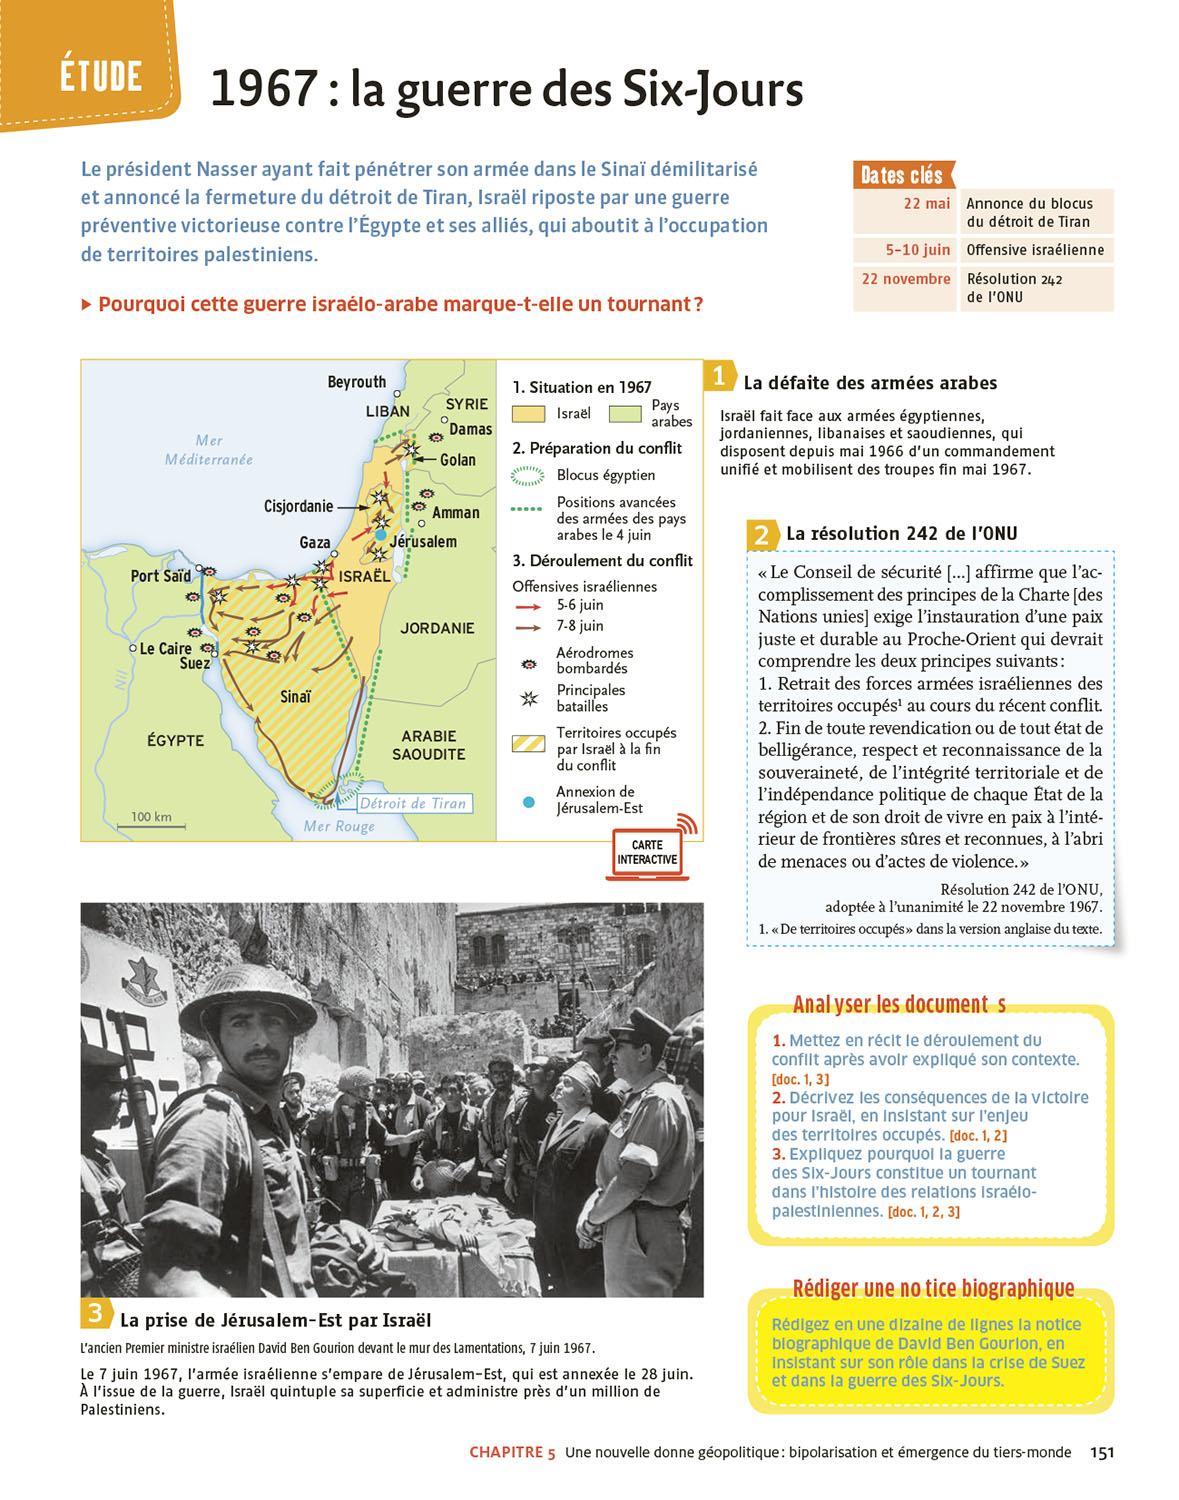 ÉTUDE
1967 : la guerre des Six-Jours
Le président Nasser ayant fait pénétrer son armée dans le Sinaï démilitarisé
et annoncé la fermeture du détroit de Tiran, Israël riposte par une guerre
préventive victorieuse contre l'Égypte et ses alliés, qui aboutit à l'occupation
de territoires palestiniens.
▶ Pourquoi cette guerre israélo-arabe marque-t-elle un tournant ?
Dates clés
22 mai Annonce du blocus
du détroit de Tiran
5-10 juin Offensive israélienne
22 novembre Résolution 242
de l'ONU
Beyrouth
LIBAN
SYRIE
Damas
Golan
Mer
Méditerranée
Cisjordanie
Amman
Gaza
Jérusalem
Port Saïd
ISRAËL
JORDANIE
Le Caire
Suez
Nil
Sinaï
ÉGYPTE
ARABIE
SAOUDITE
Détroit de Tiran
100 km
Mer Rouge
1. Situation en 1967
Israël
Pays
arabes
2. Préparation du conflit
Blocus égyptien
Positions avancées
des armées des pays
arabes le 4 juin
3. Déroulement du conflit
Offensives israéliennes
5-6 juin
7-8 juin
Aérodromes
bombardés
Principales
batailles
Territoires occupés
par Israël à la fin
du conflit
Annexion de
Jérusalem-Est
CARTE
INTERACTIVE
1 La défaite des armées arabes
Israël fait face aux armées égyptiennes,
jordaniennes, libanaises et saoudiennes, qui
disposent depuis mai 1966 d'un commandement
unifié et mobilisent des troupes fin mai 1967.
2 La résolution 242 de l'ONU
« Le Conseil de sécurité [...] affirme que l'ac-
complissement des principes de la Charte [des
Nations unies] exige l'instauration d'une paix
juste et durable au Proche-Orient qui devrait
comprendre les deux principes suivants :
1. Retrait des forces armées israéliennes des
territoires occupés¹ au cours du récent conflit.
2. Fin de toute revendication ou de tout état de
belligérance, respect et reconnaissance de la
souveraineté, de l'intégrité territoriale et de
l'indépendance politique de chaque État de la
région et de son droit de vivre en paix à l'inté-
rieur de frontières sûres et reconnues, à l'abri
de menaces ou d'actes de violence. »
Résolution 242 de l'ONU,
adoptée à l'unanimité le 22 novembre 1967.
1. « De territoires occupés » dans la version anglaise du texte.
3 La prise de Jérusalem-Est par Israël
L'ancien Premier ministre israélien David Ben Gourion devant le mur des Lamentations, 7 juin 1967.
Le 7 juin 1967, l'armée israélienne s'empare de Jérusalem-Est, qui est annexée le 28 juin.
À l'issue de la guerre, Israël quintuple sa superficie et administre près d'un million de
Palestiniens.
Anal yser les document s
1. Mettez en récit le déroulement du
conflit après avoir expliqué son contexte.
[doc. 1, 3]
2. Décrivez les conséquences de la victoire
pour Israël, en insistant sur l'enjeu
des territoires occupés. [doc. 1, 2]
3. Expliquez pourquoi la guerre
des Six-Jours constitue un tournant
dans l'histoire des relations israélo-
palestiniennes. [doc. 1, 2, 3]
Rédiger une no tice biographique
Rédigez en une dizaine de lignes la notice
biographique de David Ben Gourion, en
insistant sur son rôle dans la crise de Suez
et dans la guerre des Six-Jours.
CHAPITRE 5 Une nouvelle donne géopolitique : bipolarisation et émergence du tiers-monde 151